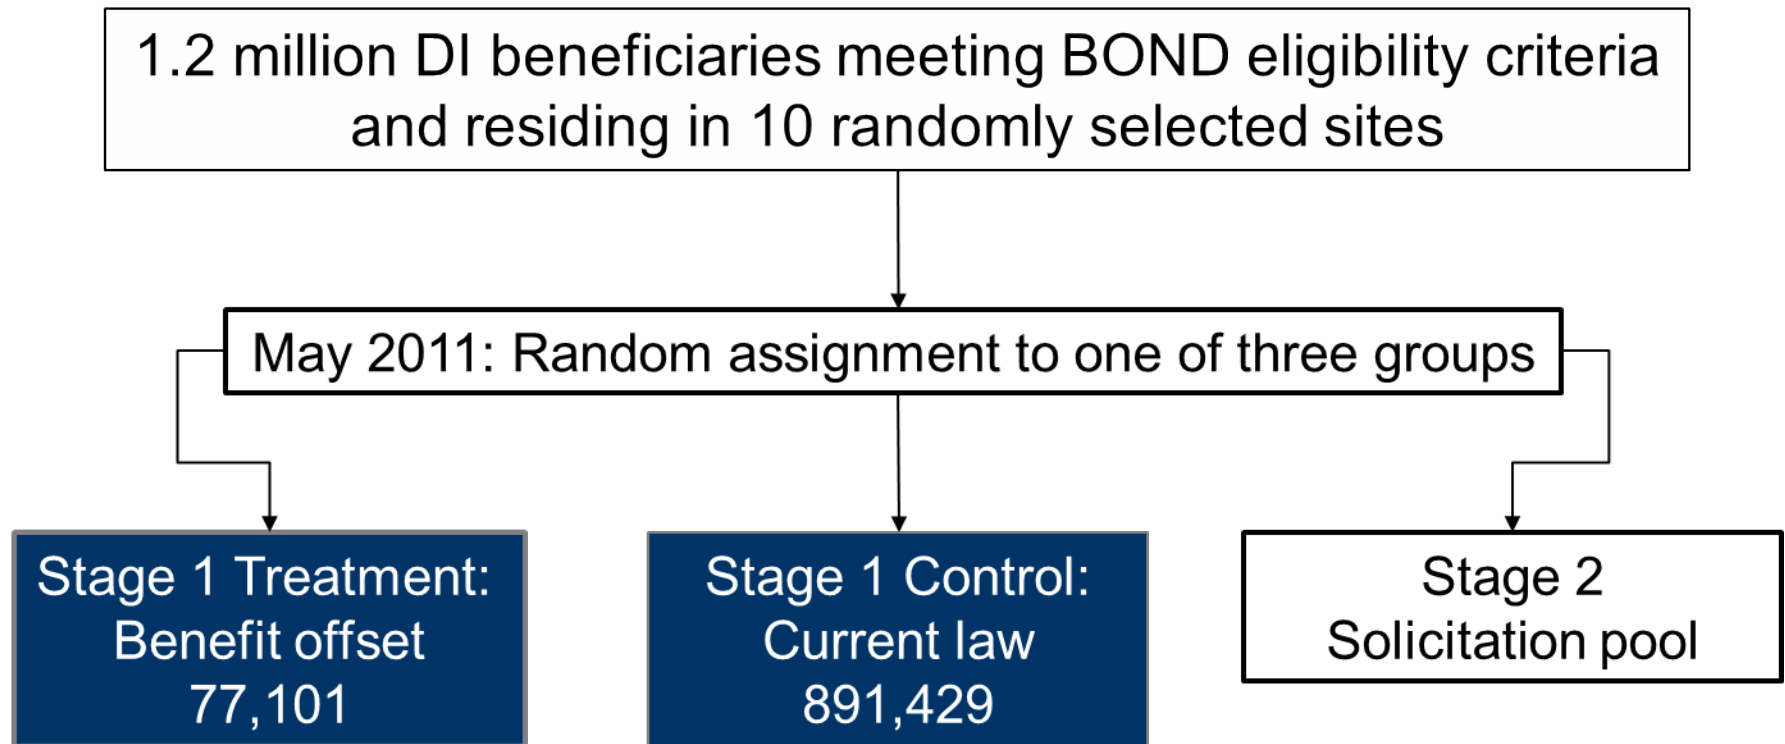 1.2 million DI beneficiaries meeting BOND eligibility criteria
and residing in 10 randomly selected sites
May 2011: Random assignment to one of three groups
Stage 1 Treatment:
Benefit offset
77,101
Stage 1 Control:
Current law
891,429
Stage 2
Solicitation pool